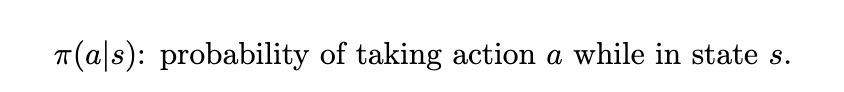 π(a|s): probability of taking action a while in state s.